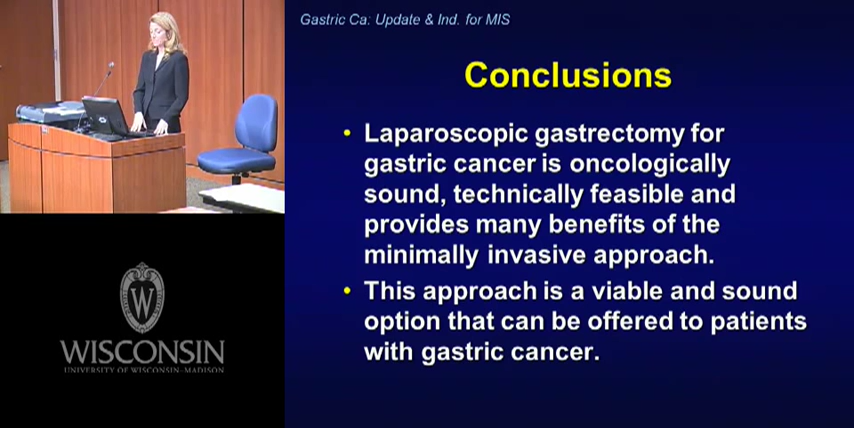 Gastric Ca: Update & Ind. for MIS
Conclusions
• Laparoscopic gastrectomy for
gastric cancer is oncologically
sound, technically feasible and
provides many benefits of the
minimally invasive approach.
• This approach is a viable and sound
option that can be offered to patients
with gastric cancer.
W
WISCONSIN
UNIVERSITY OF WISCONSIN–MADISON